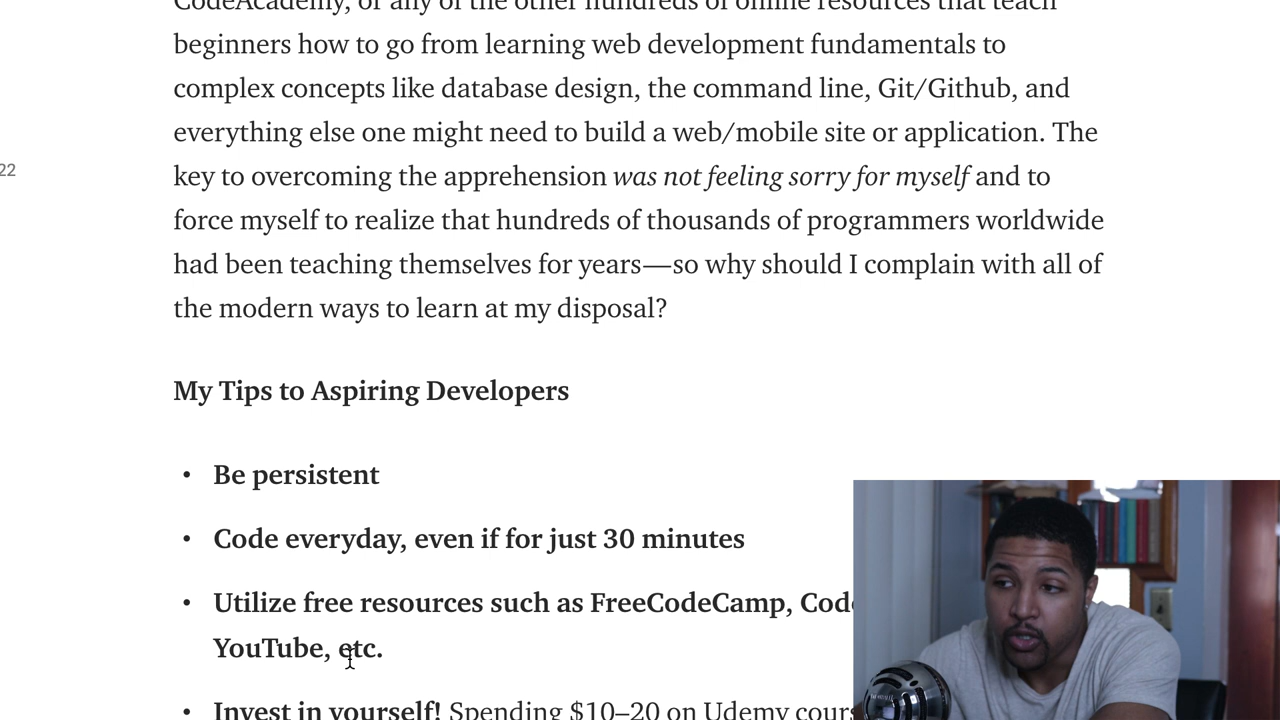 CodeAcademy, or any of the other hundreds of online resources that teach
beginners how to go from learning web development fundamentals to
complex concepts like database design, the command line, Git/Github, and
everything else one might need to build a web/mobile site or application. The
22
key to overcoming the apprehension was not feeling sorry for myself and to
force myself to realize that hundreds of thousands of programmers worldwide
had been teaching themselves for years—so why should I complain with all of
the modern ways to learn at my disposal?
My Tips to Aspiring Developers
• Be persistent
• Code everyday, even if for just 30 minutes
• Utilize free resources such as FreeCodeCamp, Cod
YouTube, etc.
• Invest in yourself! Spending $10–20 on Udemy cours